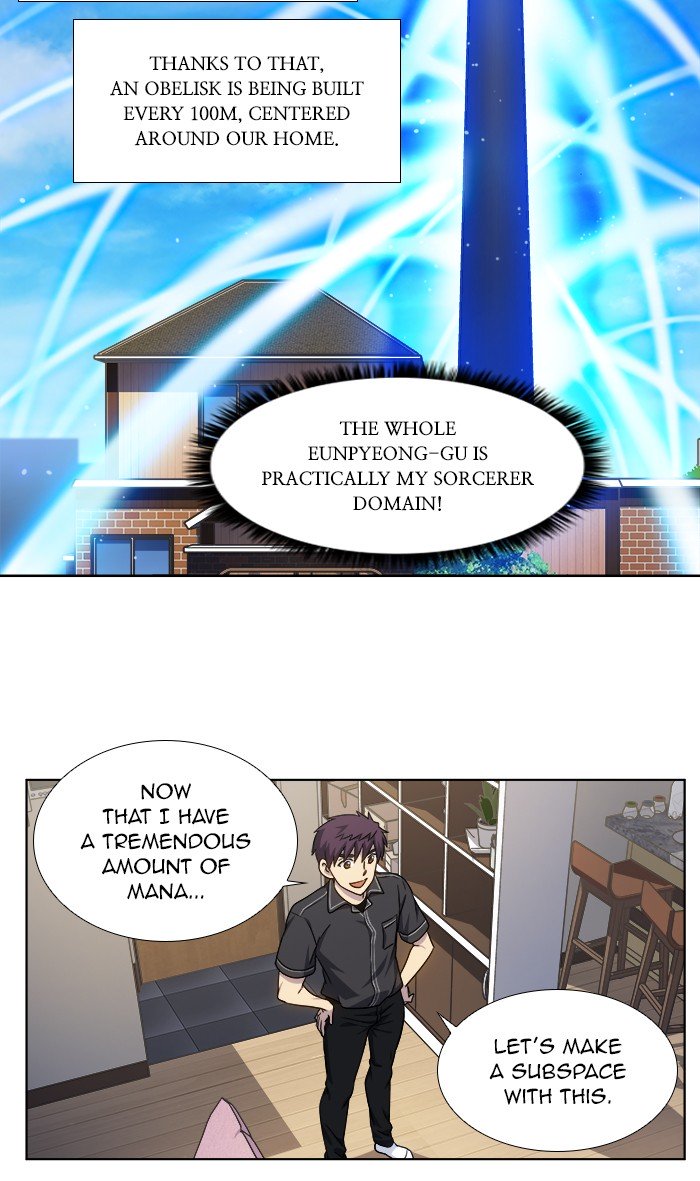 THANKS TO THAT,
AN OBELISK IS BEING BUILT
EVERY 100M, CENTERED
AROUND OUR HOME.
THE WHOLE
EUNPYEONG-GU IS
PRACTICALLY MY SORCERER
DOMAIN!
NOW
THAT I HAVE
A TREMENDOUS
AMOUNT OF
MANA...
LET'S MAKE
A SUBSPACE
WITH THIS.